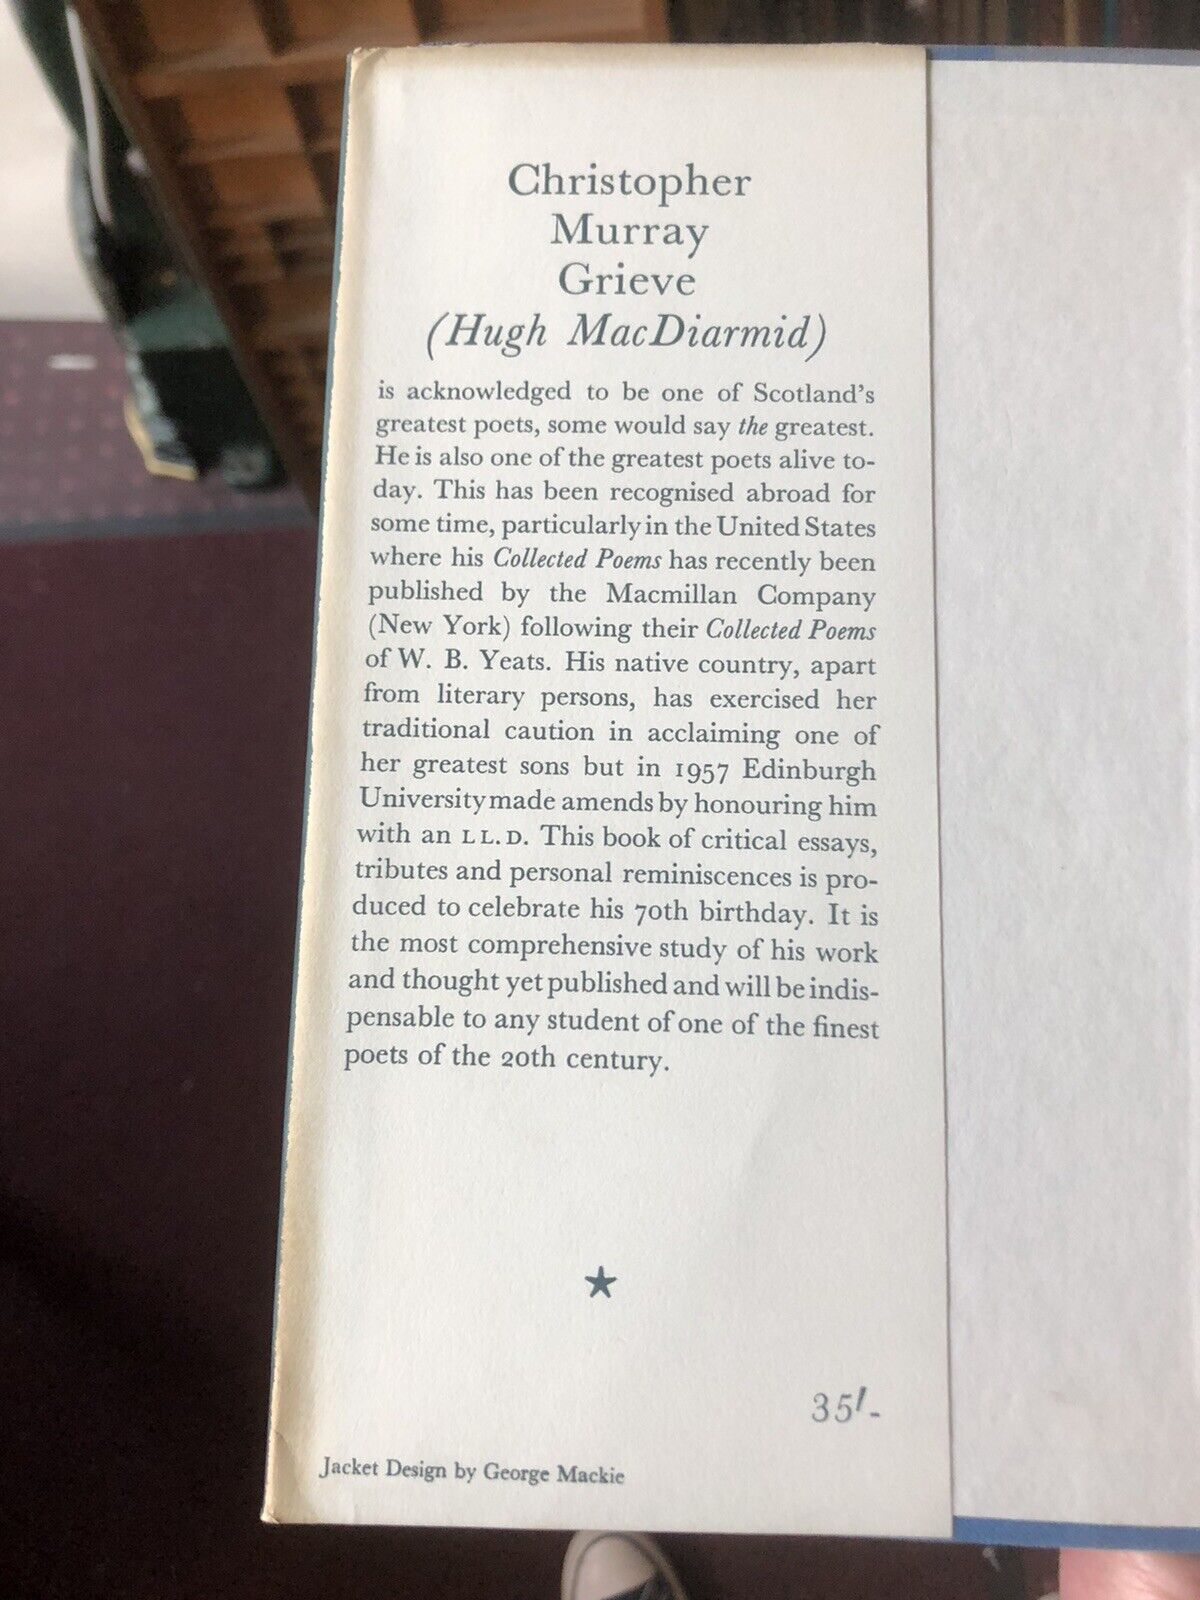 Christopher
Murray
Grieve
(Hugh MacDiarmid)
is acknowledged to be one of Scotland's
greatest poets, some would say the greatest.
He is also one of the greatest poets alive to-
day. This has been recognised abroad for
some time, particularly in the United States
where his Collected Poems has recently been
published by the Macmillan Company
(New York) following their Collected Poems
of W. B. Yeats. His native country, apart
from literary persons, has exercised her
traditional caution in acclaiming one of
her greatest sons but in 1957 Edinburgh
University made amends by honouring him
with an LL.D. This book of critical essays,
tributes and personal reminiscences is pro-
duced to celebrate his 70th birthday. It is
the most comprehensive study of his work
and thought yet published and will be indis-
pensable to any student of one of the finest
poets of the 20th century.
35/-
Jacket Design by George Mackie